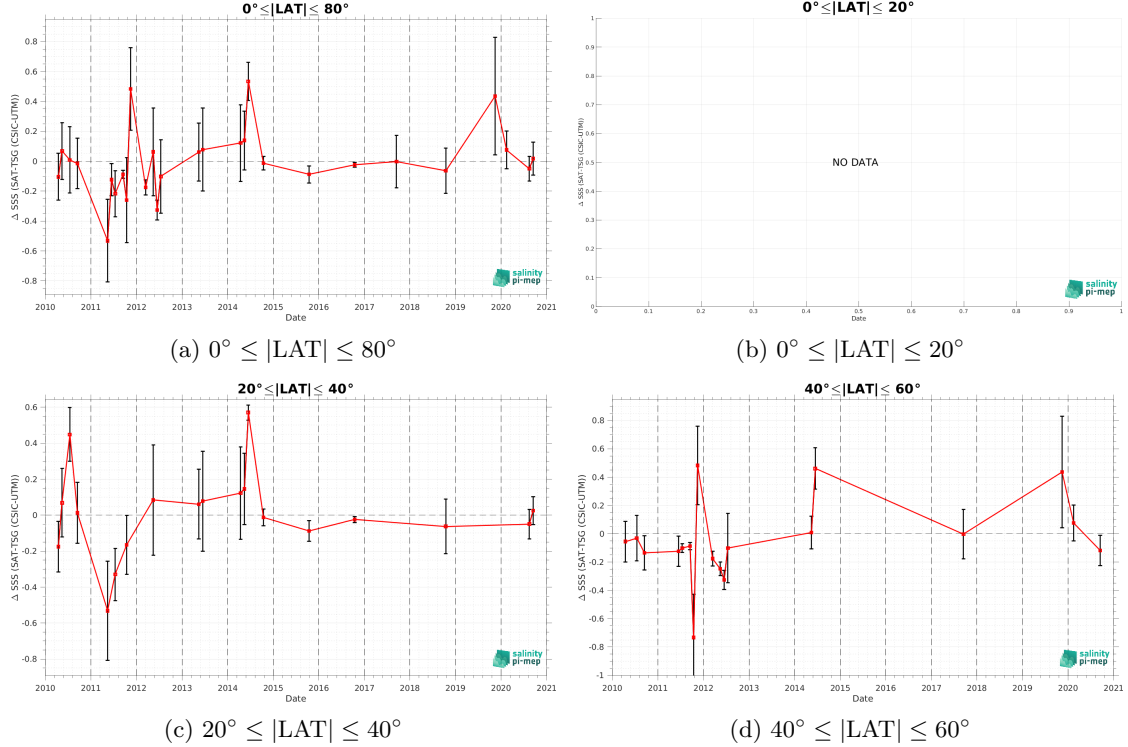 0°≤|LAT|≤ 80°
Δ SSS (SAT-TSG (CSIC-UTM))
0.8
0.6
0.4
0.2
0
-0.2
-0.4
-0.6
-0.8
2010 2011 2012 2013 2014 2015 2016 2017 2018 2019 2020 2021
Date
salinity
pi-mep
(a) 0° ≤ |LAT| ≤ 80°
0°≤|LAT|≤ 20°
Δ SSS (SAT-TSG (CSIC-UTM))
1
0.9
0.8
0.7
0.6
0.5
0.4
0.3
0.2
0.1
0
NO DATA
0 0.1 0.2 0.3 0.4 0.5 0.6 0.7 0.8 0.9 1
Date
salinity
pi-mep
(b) 0° ≤ |LAT| ≤ 20°
20°≤|LAT|≤ 40°
Δ SSS (SAT-TSG (CSIC-UTM))
0.6
0.4
0.2
0
-0.2
-0.4
-0.6
-0.8
2010 2011 2012 2013 2014 2015 2016 2017 2018 2019 2020 2021
Date
salinity
pi-mep
(c) 20° ≤ |LAT| ≤ 40°
40°≤|LAT|≤ 60°
Δ SSS (SAT-TSG (CSIC-UTM))
0.8
0.6
0.4
0.2
0
-0.2
-0.4
-0.6
-0.8
-1
2010 2011 2012 2013 2014 2015 2016 2017 2018 2019 2020 2021
Date
salinity
pi-mep
(d) 40° ≤ |LAT| ≤ 60°